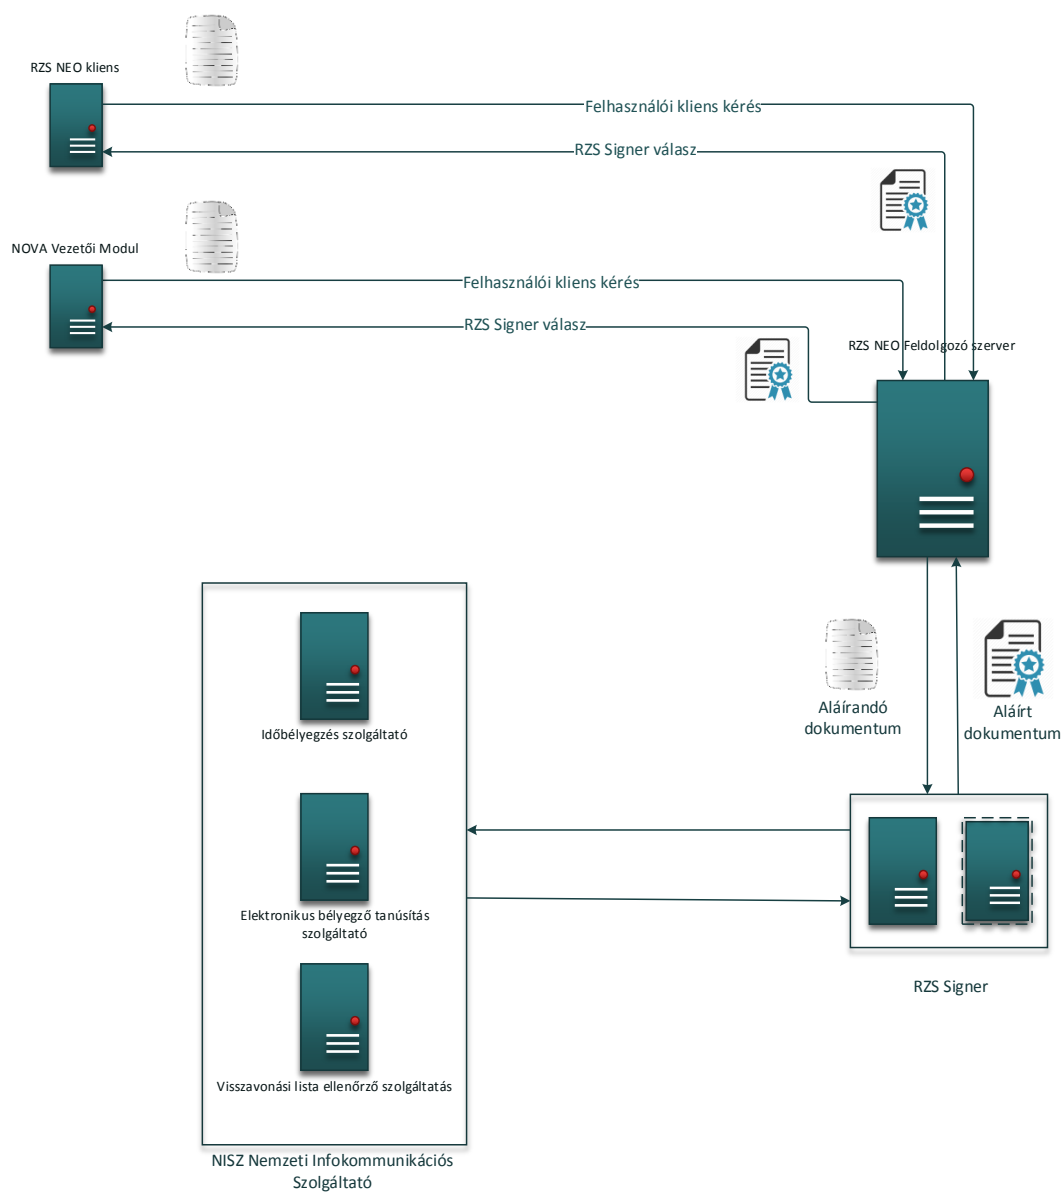 RZS NEO kliens
Felhasználói kliens kérés
RZS Signer válasz
NOVA Vezetői Modul
Felhasználói kliens kérés
RZS Signer válasz
RZS NEO Feldolgozó szerver
Aláírandó
dokumentum
Aláírt
dokumentum
Időbélyegzés szolgáltató
Elektronikus bélyegző tanúsítás
szolgáltató
Visszavonási lista ellenőrző szolgáltatás
RZS Signer
NISZ Nemzeti Infokommunikációs
Szolgáltató